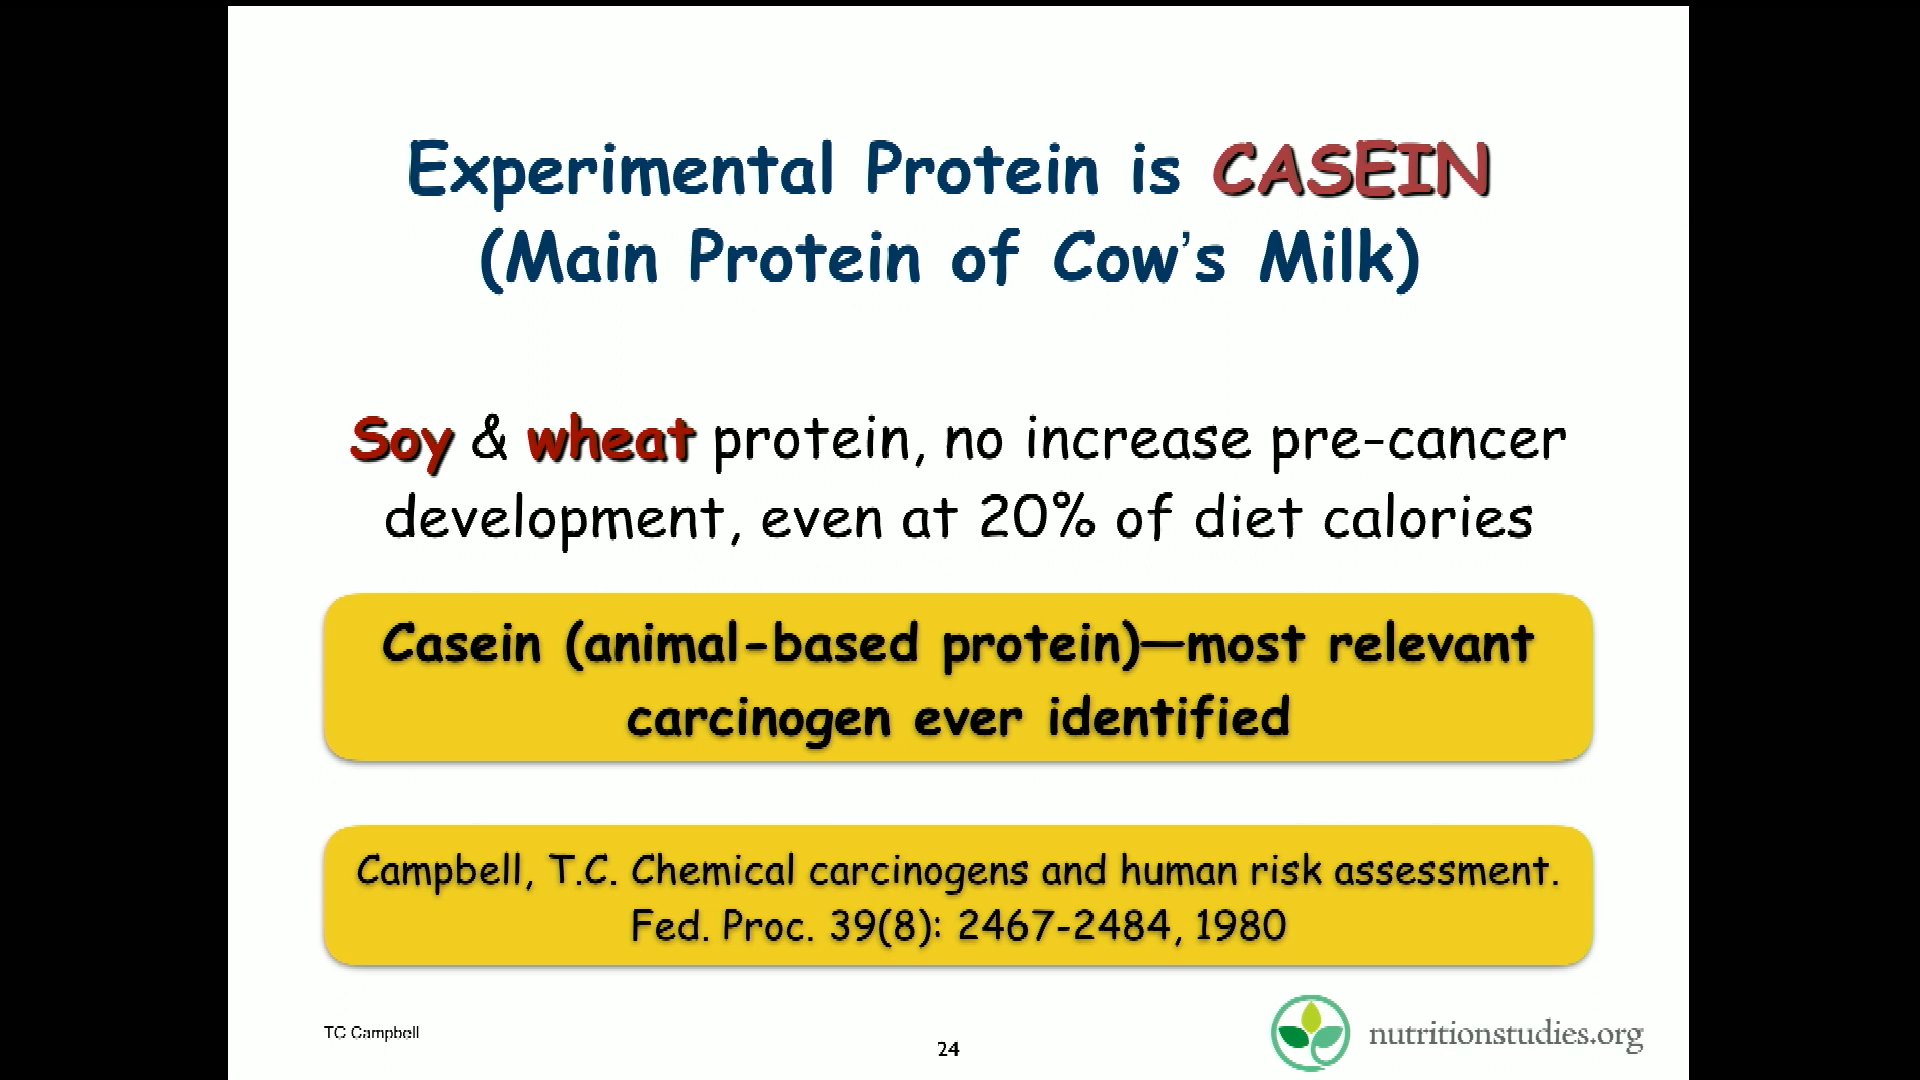 Experimental Protein is CASEIN
(Main Protein of Cow’s Milk)
Soy & wheat protein, no increase pre-cancer
development, even at 20% of diet calories
Casein (animal-based protein)—most relevant
carcinogen ever identified
Campbell, T.C. Chemical carcinogens and human risk assessment.
Fed. Proc. 39(8): 2467-2484, 1980
TC Campbell
24
nutritionstudies.org